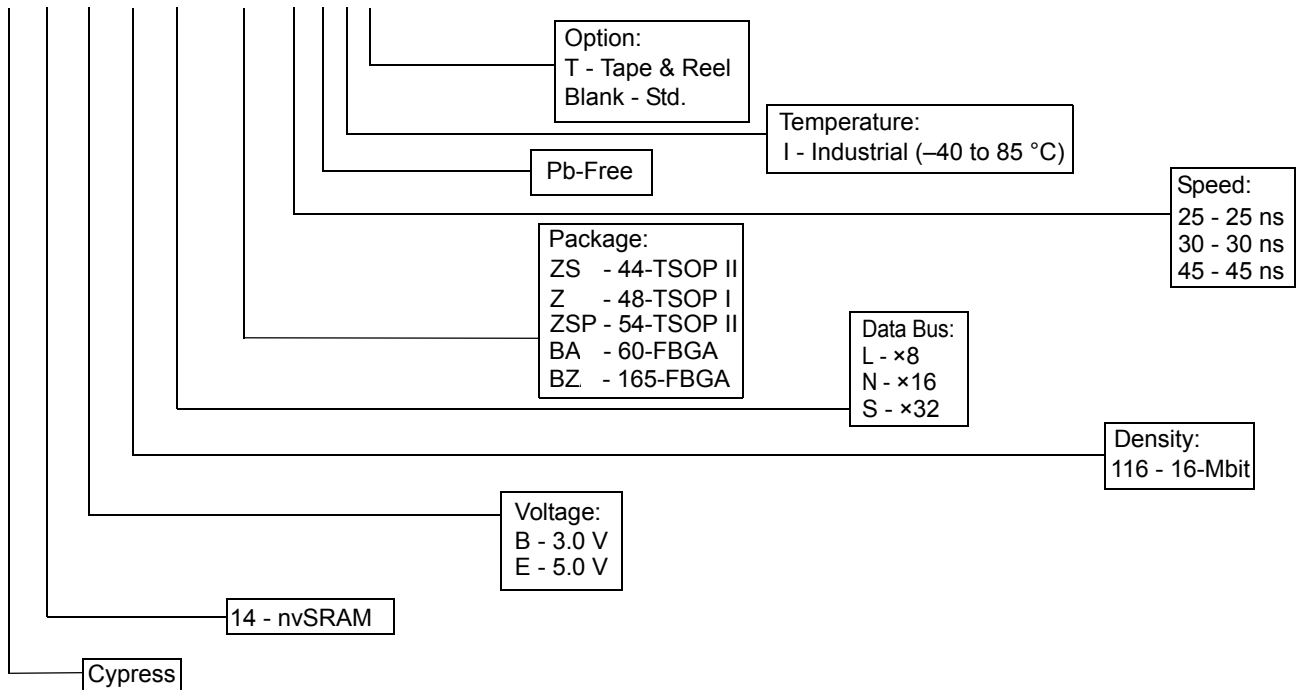 Option:
T - Tape & Reel
Blank - Std.
Temperature:
I - Industrial (–40 to 85 °C)
Pb-Free
Speed:
25 - 25 ns
30 - 30 ns
45 - 45 ns
Package:
ZS - 44-TSOP II
Z - 48-TSOP I
ZSP - 54-TSOP II
BA - 60-FBGA
BZ - 165-FBGA
Data Bus:
L - ×8
N - ×16
S - ×32
Density:
116 - 16-Mbit
Voltage:
B - 3.0 V
E - 5.0 V
14 - nvSRAM
Cypress